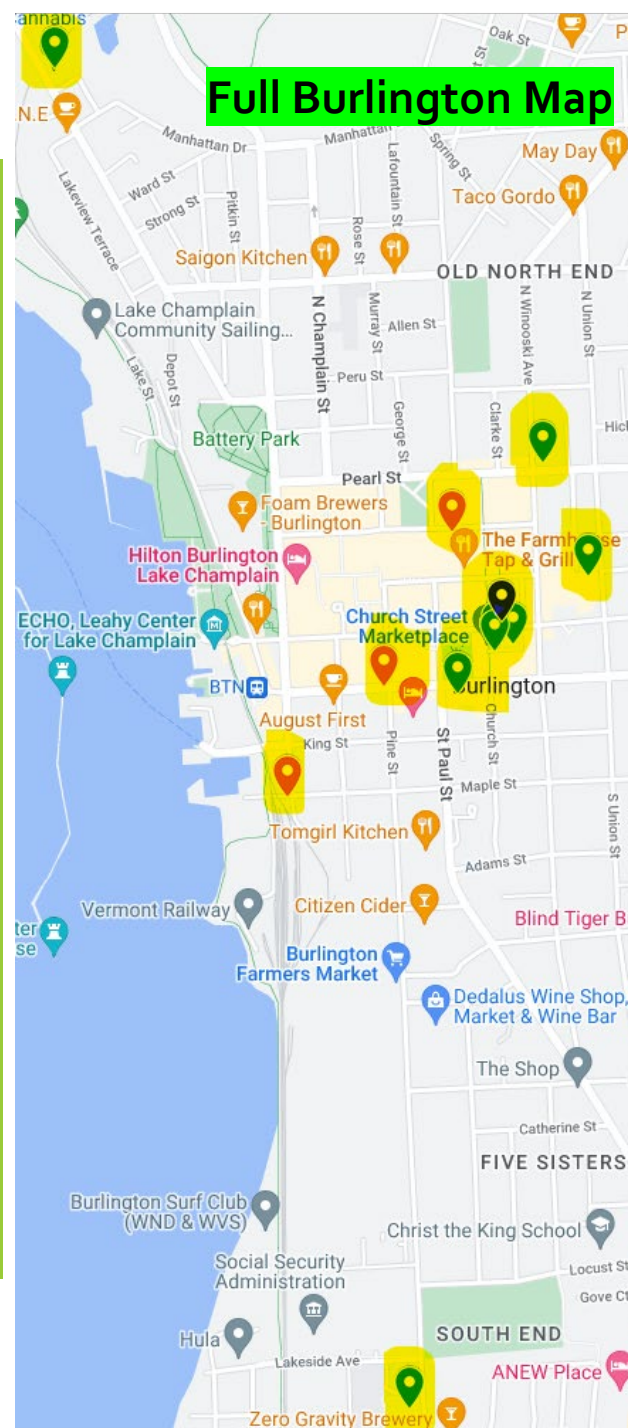 Cannabis
Oak St
Full Burlington Map
N.E
Manhattan Dr
Manhattan
Lafountain St
Spring St
May Day
Lakeview Terrace
Ward St
Strong St
Pitkin St
Rose St
Taco Gordo
Saigon Kitchen
OLD NORTH END
N Champlain St
Murray St
Allen St
N Winooski Ave
N Union St
Lake Champlain
Community Sailing...
Lake St
Depot St
Peru St
George St
Clarke St
Battery Park
Pearl St
Foam Brewers
- Burlington
The Farmhouse
Tap & Grill
Hilton Burlington
Lake Champlain
ECHO, Leahy Center
for Lake Champlain
Church Street
Marketplace
BTN
August First
Burlington
King St
Pine St
St Paul St
Church St
Maple St
S Union St
Tomgirl Kitchen
Adams St
Vermont Railway
Citizen Cider
Blind Tiger B
ter
se
Burlington
Farmers Market
Dedalus Wine Shop,
Market & Wine Bar
The Shop
Catherine St
FIVE SISTERS
Burlington Surf Club
(WND & WVS)
Christ the King School
Social Security
Administration
Locust St
Gove Ct
Hula
SOUTH END
Lakeside Ave
ANEW Place
Zero Gravity Brewery